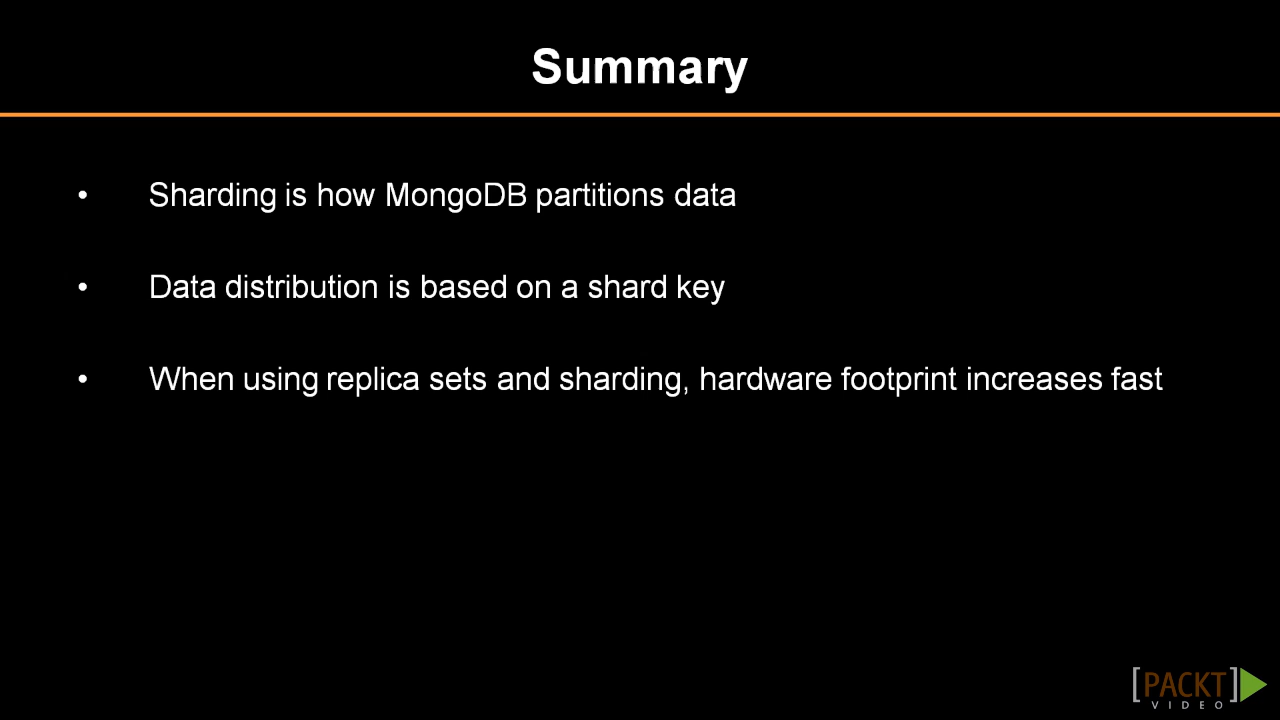 Summary
• Sharding is how MongoDB partitions data
• Data distribution is based on a shard key
• When using replica sets and sharding, hardware footprint increases fast
[PACKT]
VIDEO